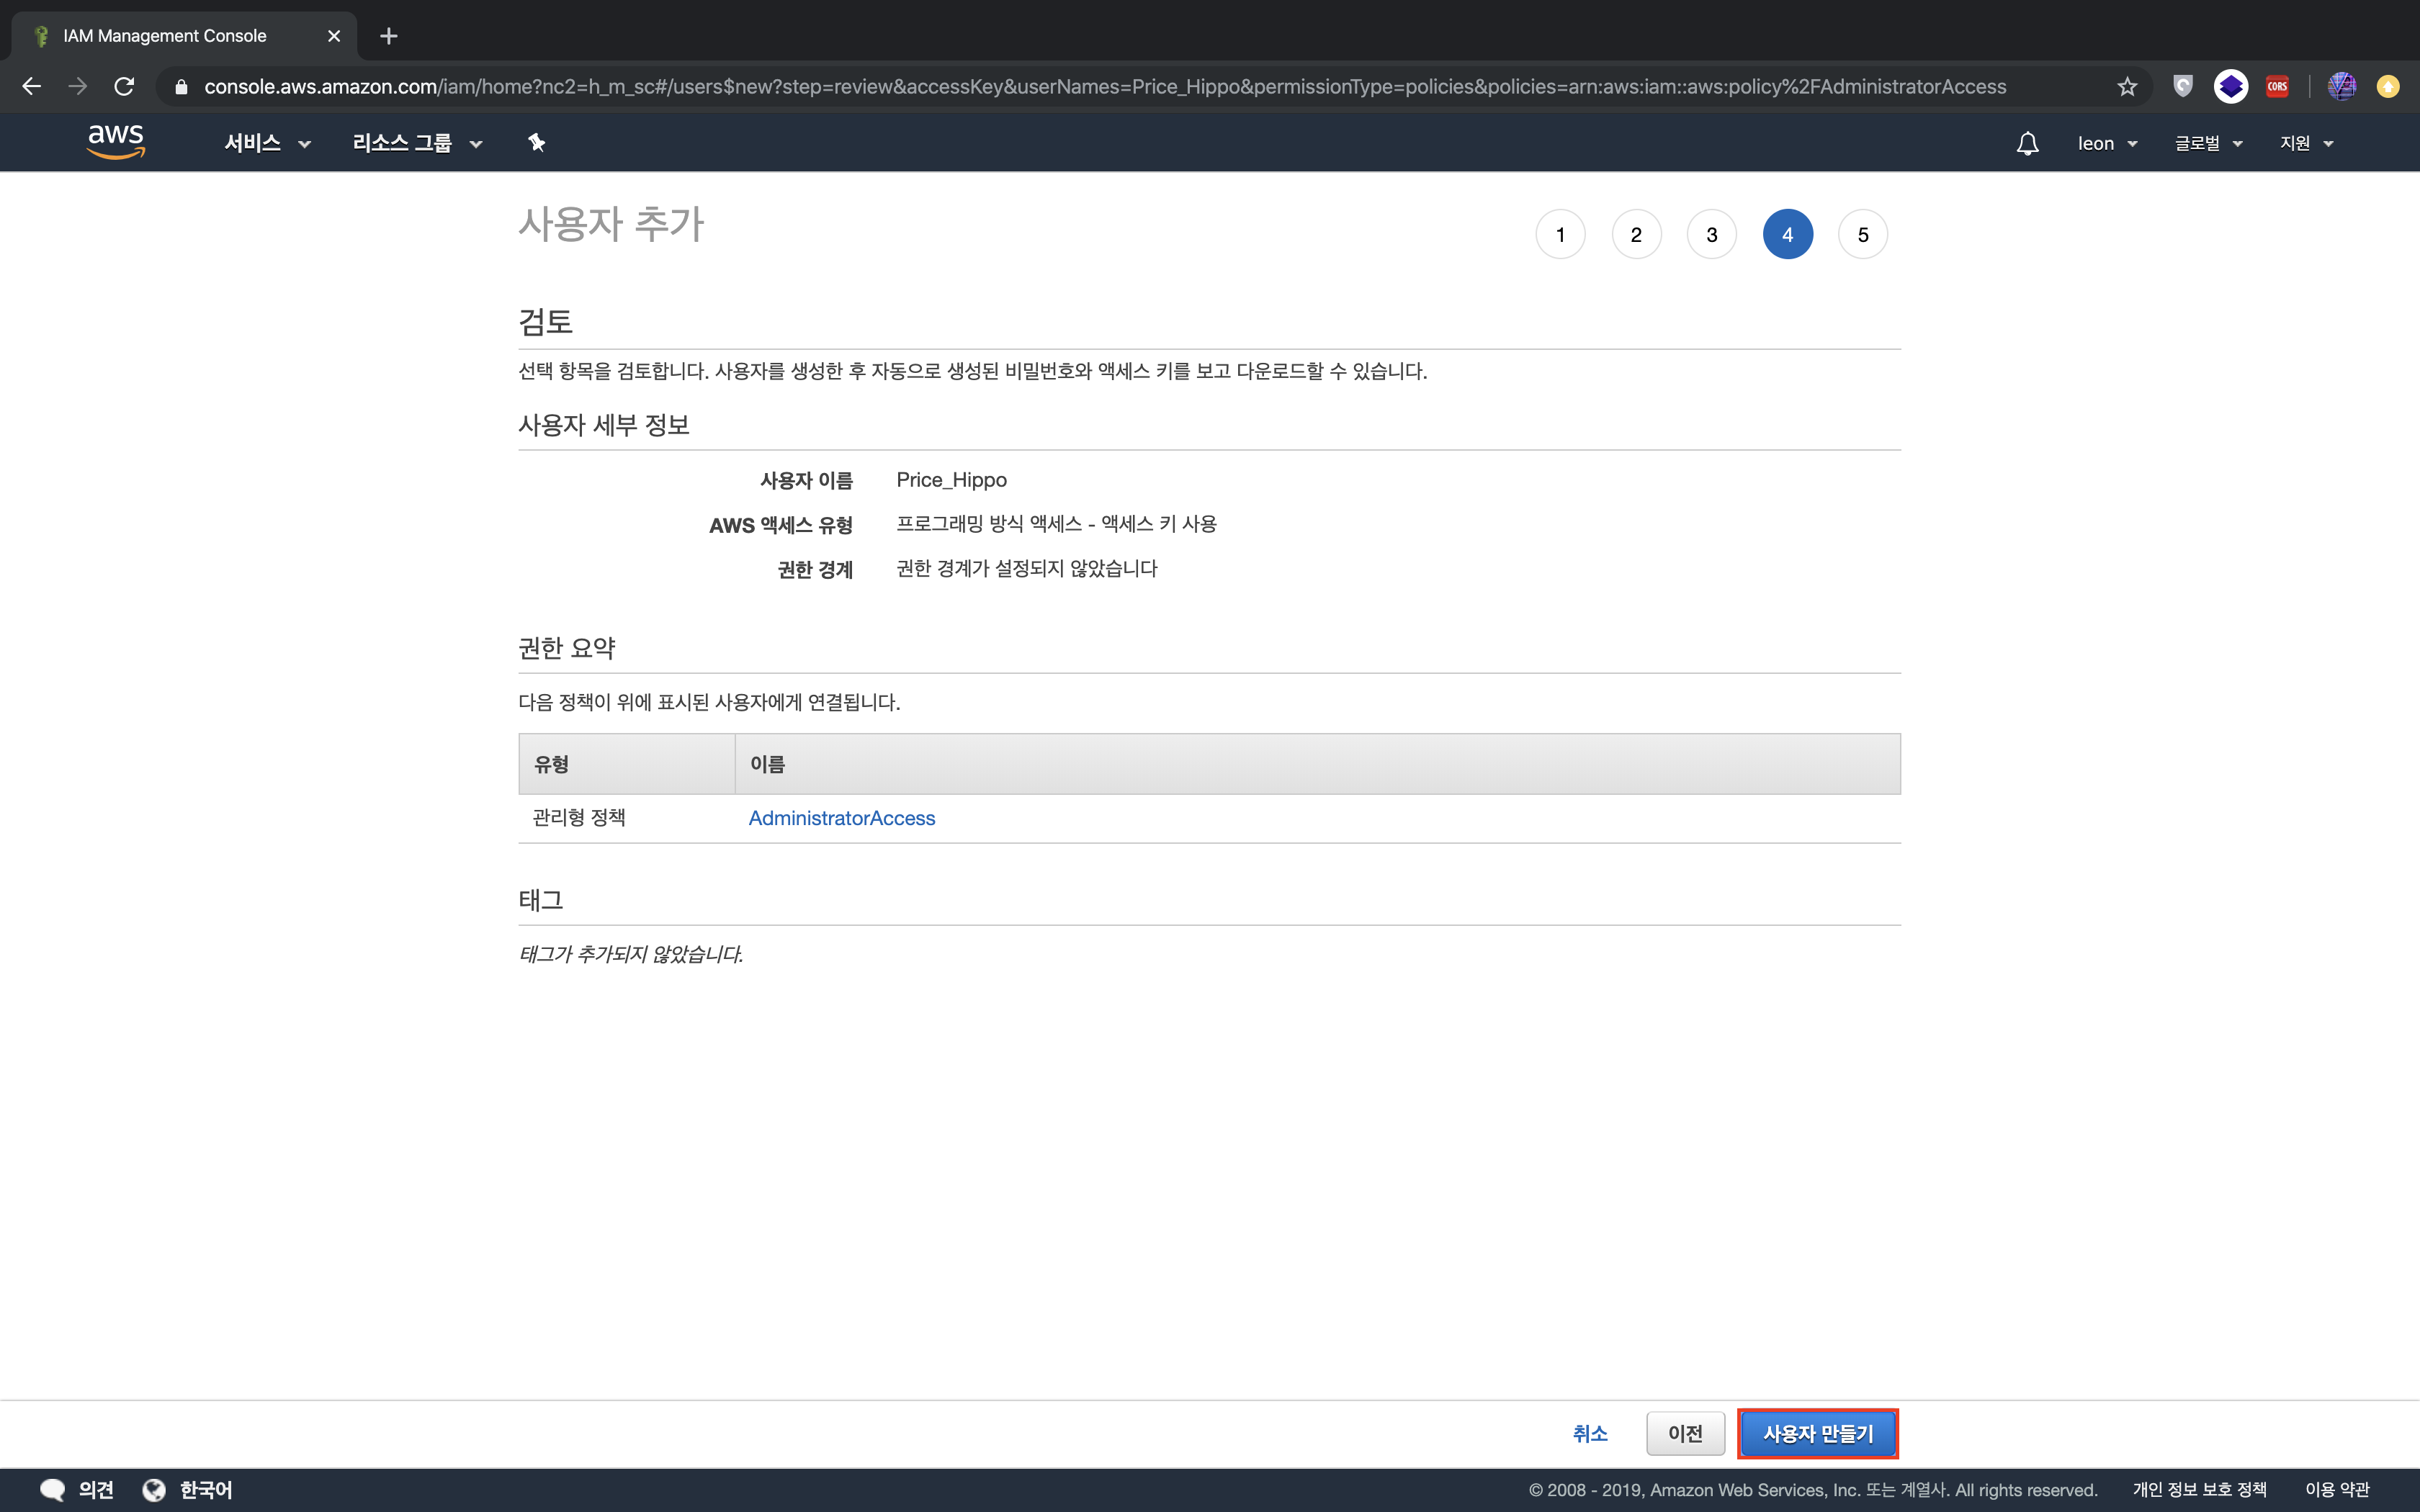 IAM Management Console
console.aws.amazon.com/iam/home?nc2=h_m_sc#/users$new?step=review&accessKey&userNames=Price_Hippo&permissionType=policies&policies=arn:aws:iam::aws:policy%2FAdministratorAccess
CORS
aws 서비스 리소스 그룹 leon 글로벌 지원
사용자 추가
1 2 3 4 5
검토
선택 항목을 검토합니다. 사용자를 생성한 후 자동으로 생성된 비밀번호와 액세스 키를 보고 다운로드할 수 있습니다.
사용자 세부 정보
사용자 이름 Price_Hippo
AWS 액세스 유형 프로그래밍 방식 액세스 - 액세스 키 사용
권한 경계 권한 경계가 설정되지 않았습니다
권한 요약
다음 정책이 위에 표시된 사용자에게 연결됩니다.
유형 이름
관리형 정책 AdministratorAccess
태그
태그가 추가되지 않았습니다.
취소 이전 사용자 만들기
의견 한국어 © 2008 - 2019, Amazon Web Services, Inc. 또는 계열사. All rights reserved. 개인 정보 보호 정책 이용 약관